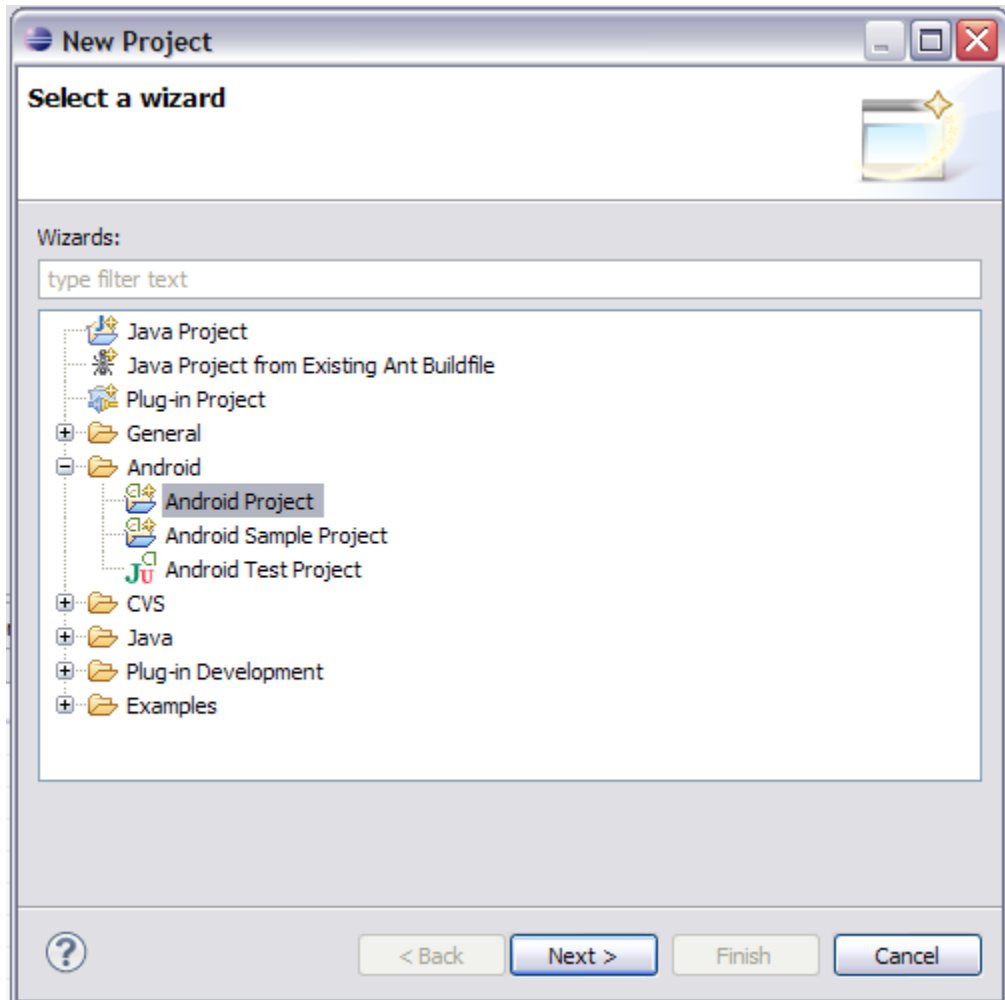 New Project
Select a wizard
Wizards:
type filter text
Java Project
Java Project from Existing Ant Buildfile
Plug-in Project
General
Android
Android Project
Android Sample Project
Android Test Project
CVS
Java
Plug-in Development
Examples
< Back Next > Finish Cancel